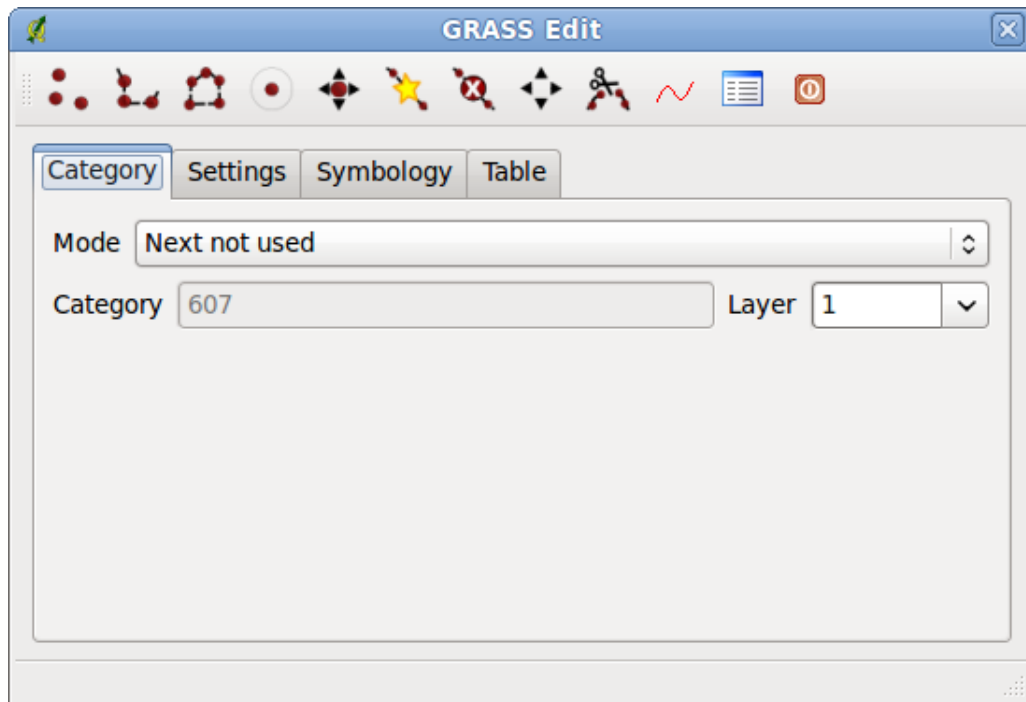 GRASS Edit
Category Settings Symbology Table
Mode Next not used
Category 607 Layer 1